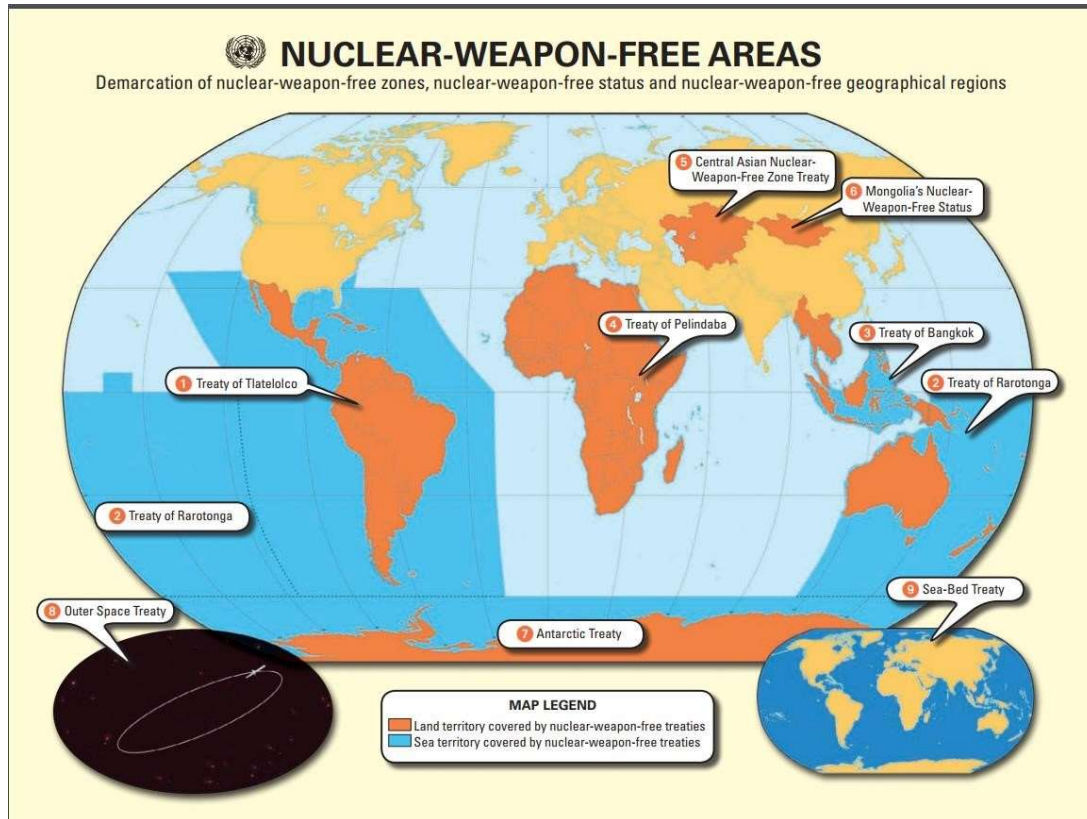 NUCLEAR-WEAPON-FREE AREAS
Demarcation of nuclear-weapon-free zones, nuclear-weapon-free status and nuclear-weapon-free geographical regions
5 Central Asian Nuclear-
Weapon-Free Zone Treaty
6 Mongolia's Nuclear-
Weapon-Free Status
4 Treaty of Pelindaba
3 Treaty of Bangkok
1 Treaty of Tlatelolco
2 Treaty of Rarotonga
2 Treaty of Rarotonga
8 Outer Space Treaty
9 Sea-Bed Treaty
7 Antarctic Treaty
MAP LEGEND
Land territory covered by nuclear-weapon-free treaties
Sea territory covered by nuclear-weapon-free treaties